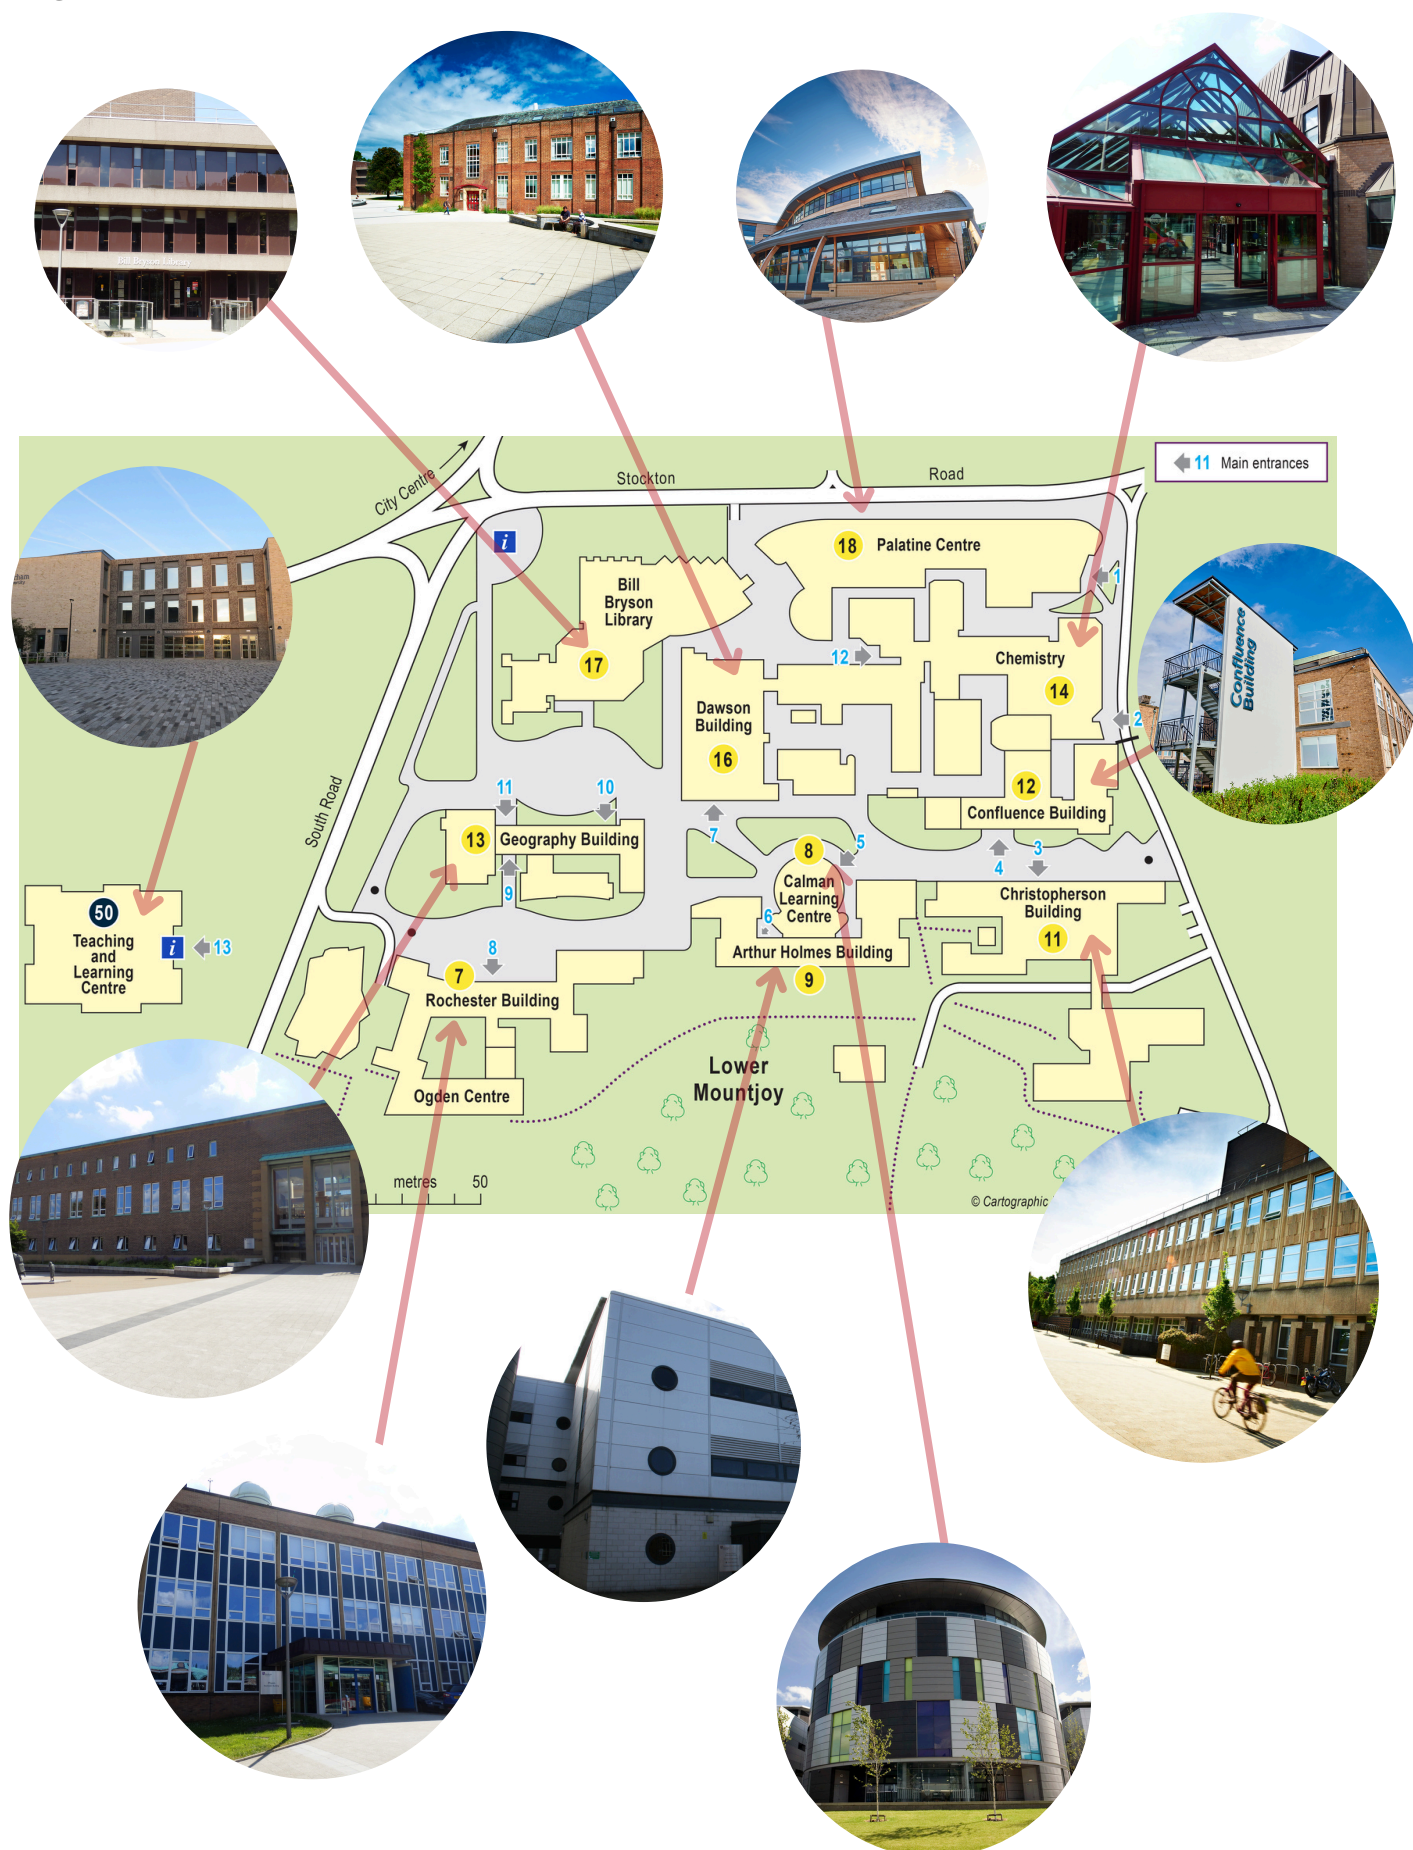 Bill Bryson Library
Confluence
Building
11 Main entrances
City Centre
Stockton
Road
South Road
18 Palatine Centre
1
Bill
Bryson
Library
17
12
Chemistry
14
2
Dawson
Building
16
12
Confluence Building
11
10
13
Geography Building
9
7
8
5
Calman
Learning
Centre
6
4
3
Christopherson
Building
11
Arthur Holmes Building
9
50
Teaching
and
Learning
Centre
13
8
7
Rochester Building
Ogden Centre
Lower
Mountjoy
metres 50
© Cartographic